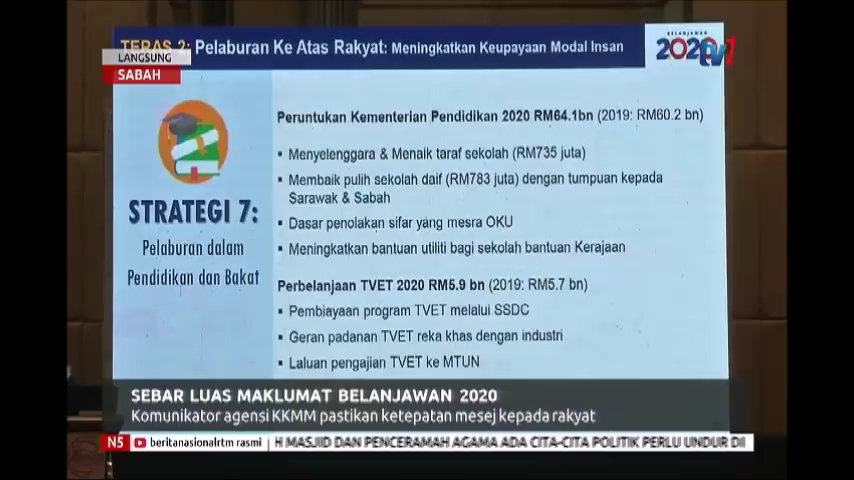 TERAS 2: Pelaburan Ke Atas Rakyat: Meningkatkan Keupayaan Modal Insan
BELANJAWAN
2020
tv1
LANGSUNG
SABAH
Peruntukan Kementerian Pendidikan 2020 RM64.1bn (2019: RM60.2 bn)
▪ Menyelenggara & Menaik taraf sekolah (RM735 juta)
▪ Membaik pulih sekolah daif (RM783 juta) dengan tumpuan kepada
Sarawak & Sabah
▪ Dasar penolakan sifar yang mesra OKU
▪ Meningkatkan bantuan utiliti bagi sekolah bantuan Kerajaan
STRATEGI 7:
Pelaburan dalam
Pendidikan dan Bakat
Perbelanjaan TVET 2020 RM5.9 bn (2019: RM5.7 bn)
▪ Pembiayaan program TVET melalui SSDC
▪ Geran padanan TVET reka khas dengan industri
▪ Laluan pengajian TVET ke MTUN
SEBAR LUAS MAKLUMAT BELANJAWAN 2020
Komunikator agensi KKMM pastikan ketepatan mesej kepada rakyat
N5 beritanasionalrtm rasmi H MASJID DAN PENCERAMAH AGAMA ADA CITA-CITA POLITIK PERLU UNDUR